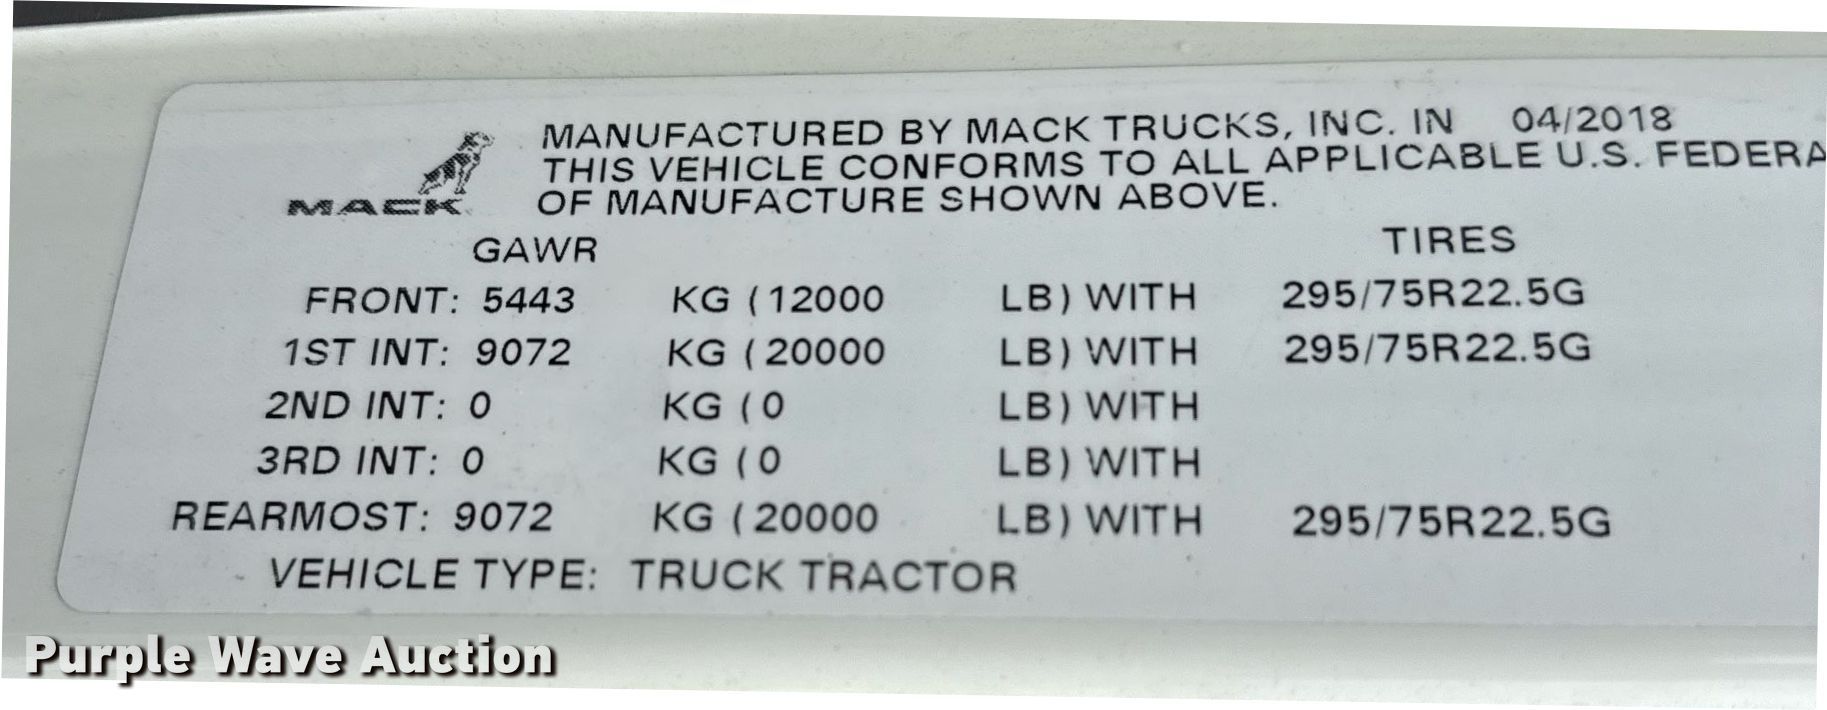 MANUFACTURED BY MACK TRUCKS, INC. IN 04/2018
THIS VEHICLE CONFORMS TO ALL APPLICABLE U.S. FEDERA
OF MANUFACTURE SHOWN ABOVE.
MACK
GAWR TIRES
FRONT: 5443 KG (12000 LB) WITH 295/75R22.5G
1ST INT: 9072 KG (20000 LB) WITH 295/75R22.5G
2ND INT: 0 KG (0 LB) WITH
3RD INT: 0 KG (0 LB) WITH
REARMOST: 9072 KG (20000 LB) WITH 295/75R22.5G
VEHICLE TYPE: TRUCK TRACTOR
Purple Wave Auction